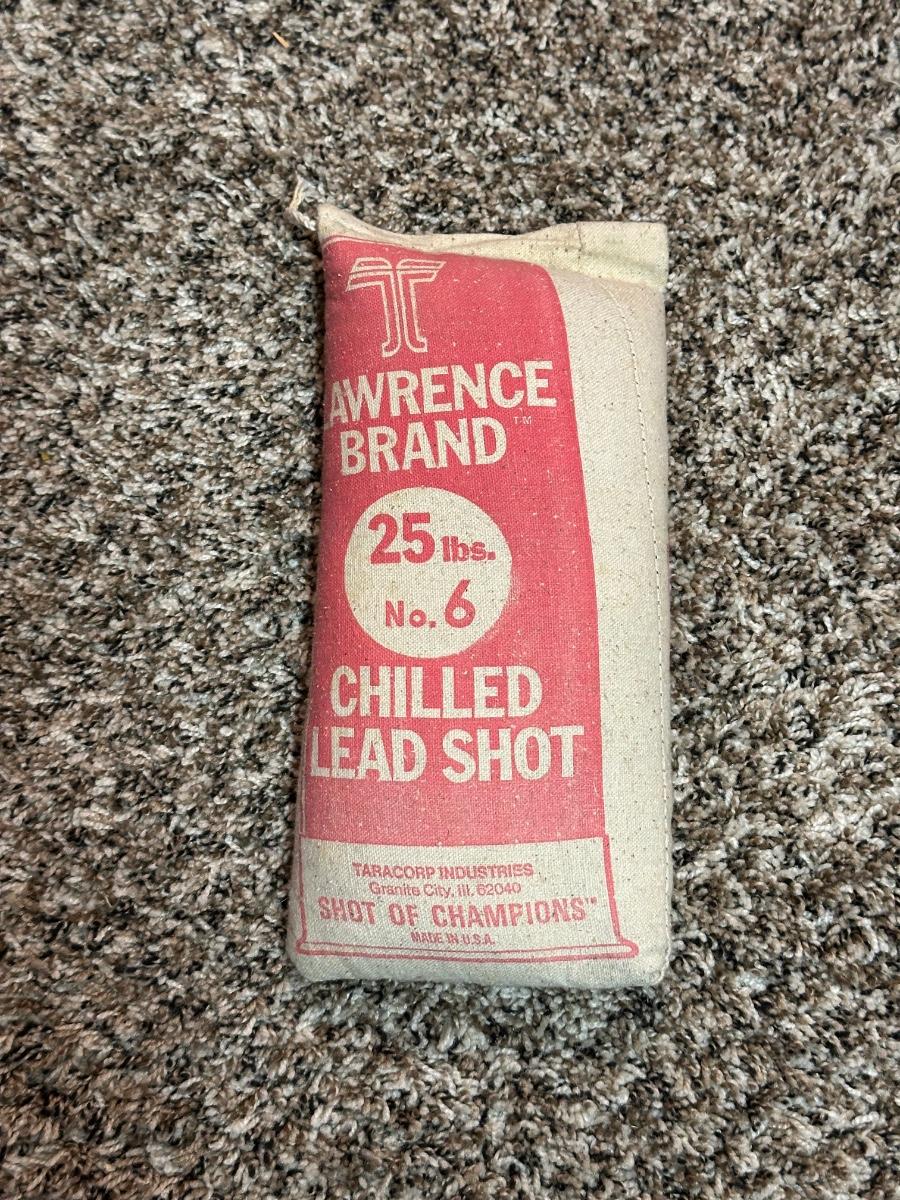 AWRENCE
BRAND™
25 lbs.
No. 6
CHILLED
LEAD SHOT
TARACORP INDUSTRIES
Granite City, Ill. 62040
SHOT OF CHAMPIONS™
MADE IN U.S.A.